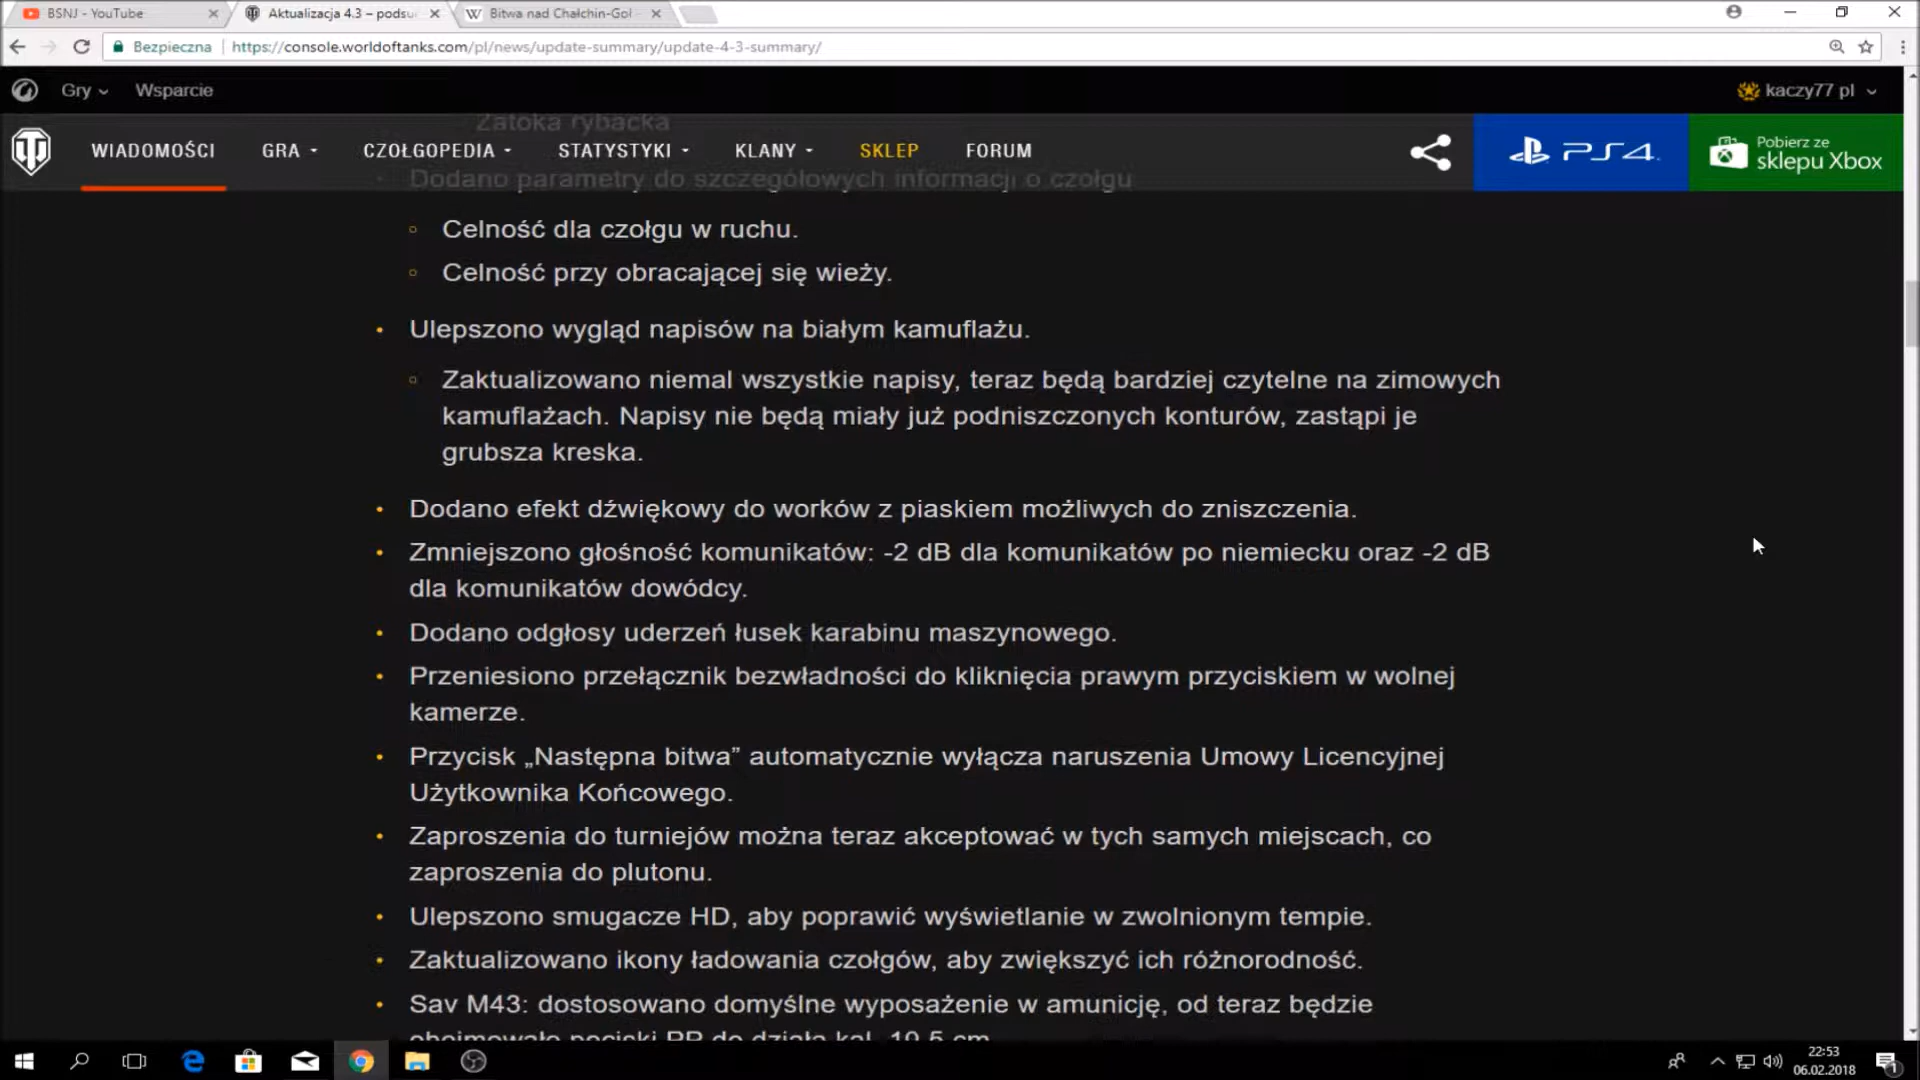 BSNJ - YouTube
Aktualizacja 4.3 – podsu
Bitwa nad Chałchin-Goł
Bezpieczna
https://console.worldoftanks.com/pl/news/update-summary/update-4-3-summary/
Gry
Wsparcie
kaczy77 pl
Zatoka rybacka
WIADOMOŚCI
GRA
CZOŁGOPEDIA
STATYSTYKI
KLANY
SKLEP
FORUM
PS4
Pobierz ze
sklepu Xbox
Dodano parametry do szczegółowych informacji o czołgu
Celność dla czołgu w ruchu.
Celność przy obracającej się wieży.
Ulepszono wygląd napisów na białym kamuflażu.
Zaktualizowano niemal wszystkie napisy, teraz będą bardziej czytelne na zimowych
kamuflażach. Napisy nie będą miały już podniszczonych konturów, zastąpi je
grubsza kreska.
Dodano efekt dźwiękowy do worków z piaskiem możliwych do zniszczenia.
Zmniejszono głośność komunikatów: -2 dB dla komunikatów po niemiecku oraz -2 dB
dla komunikatów dowódcy.
Dodano odgłosy uderzeń łusek karabinu maszynowego.
Przeniesiono przełącznik bezwładności do kliknięcia prawym przyciskiem w wolnej
kamerze.
Przycisk „Następna bitwa” automatycznie wyłącza naruszenia Umowy Licencyjnej
Użytkownika Końcowego.
Zaproszenia do turniejów można teraz akceptować w tych samych miejscach, co
zaproszenia do plutonu.
Ulepszono smugacze HD, aby poprawić wyświetlanie w zwolnionym tempie.
Zaktualizowano ikony ładowania czołgów, aby zwiększyć ich różnorodność.
Sav M43: dostosowano domyślne wyposażenie w amunicję, od teraz będzie
obejmowało pociski PP do działa kal. 10,5 cm.
22:53
06.02.2018
1